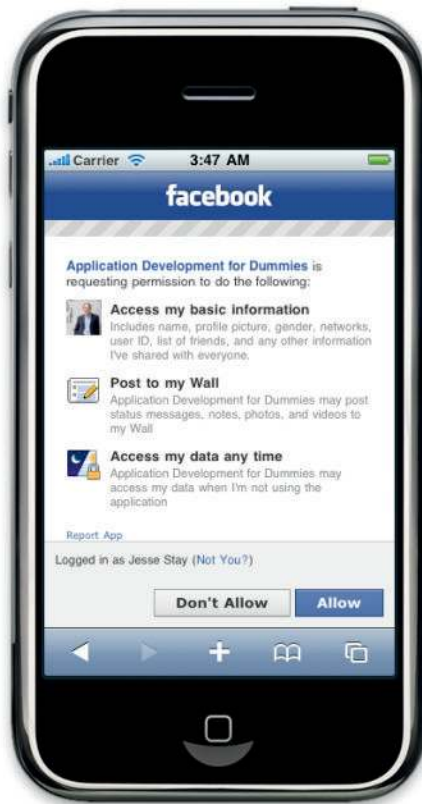 Carrier 3:47 AM
facebook
Application Development for Dummies is
requesting permission to do the following:
Access my basic information
Includes name, profile picture, gender, networks,
user ID, list of friends, and any other information
I've shared with everyone.
Post to my Wall
Application Development for Dummies may post
status messages, notes, photos, and videos to
my Wall
Access my data any time
Application Development for Dummies may
access my data when I'm not using the
application
Report App
Logged in as Jesse Stay (Not You?)
Don't Allow Allow